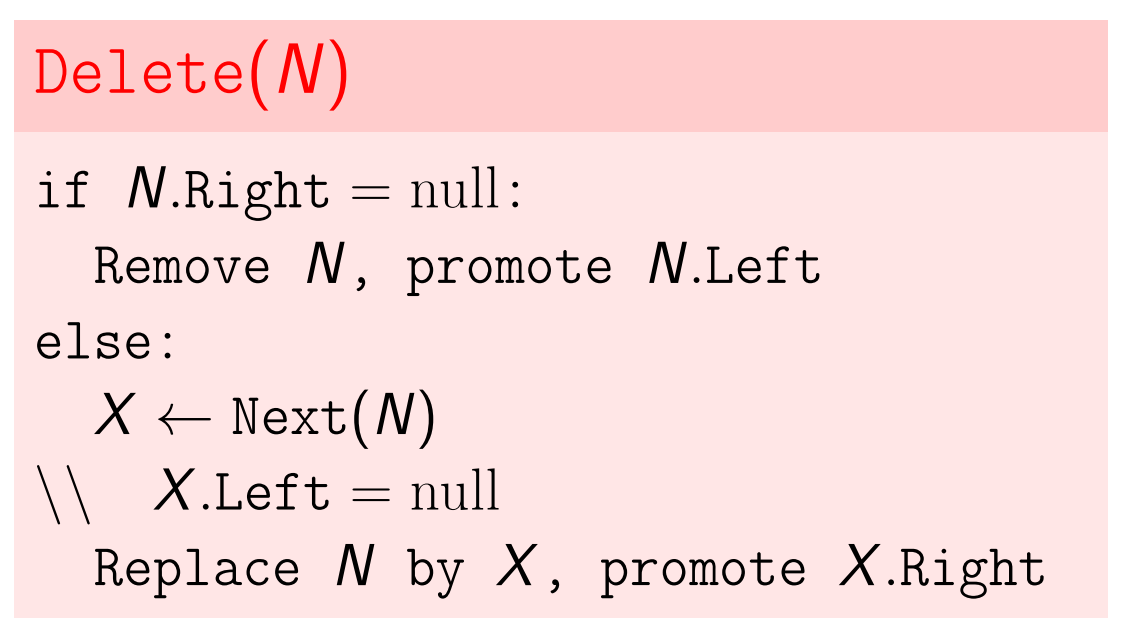 Delete(N)
if N.Right = null:
Remove N, promote N.Left
else:
X ← Next(N)
\\ X.Left = null
Replace N by X, promote X.Right